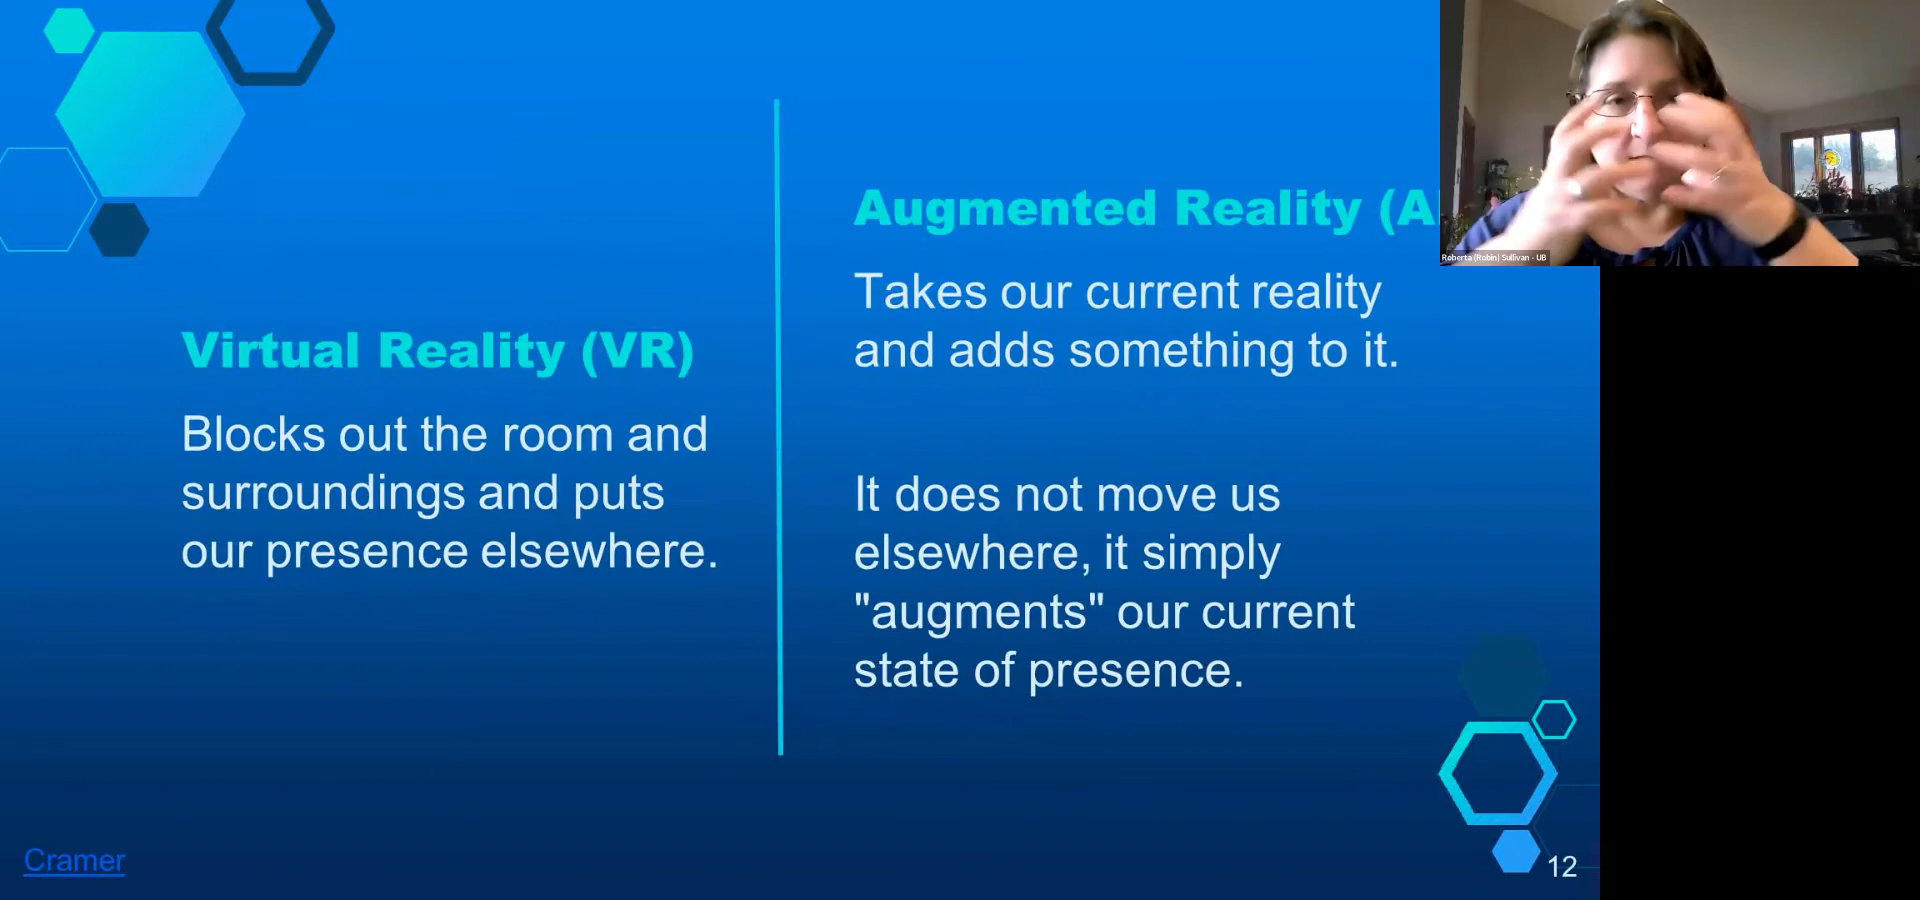 Virtual Reality (VR)
Blocks out the room and
surroundings and puts
our presence elsewhere.
Augmented Reality (A
Takes our current reality
and adds something to it.
It does not move us
elsewhere, it simply
"augments" our current
state of presence.
Roberta (Robin) Sullivan - UB
Cramer
12